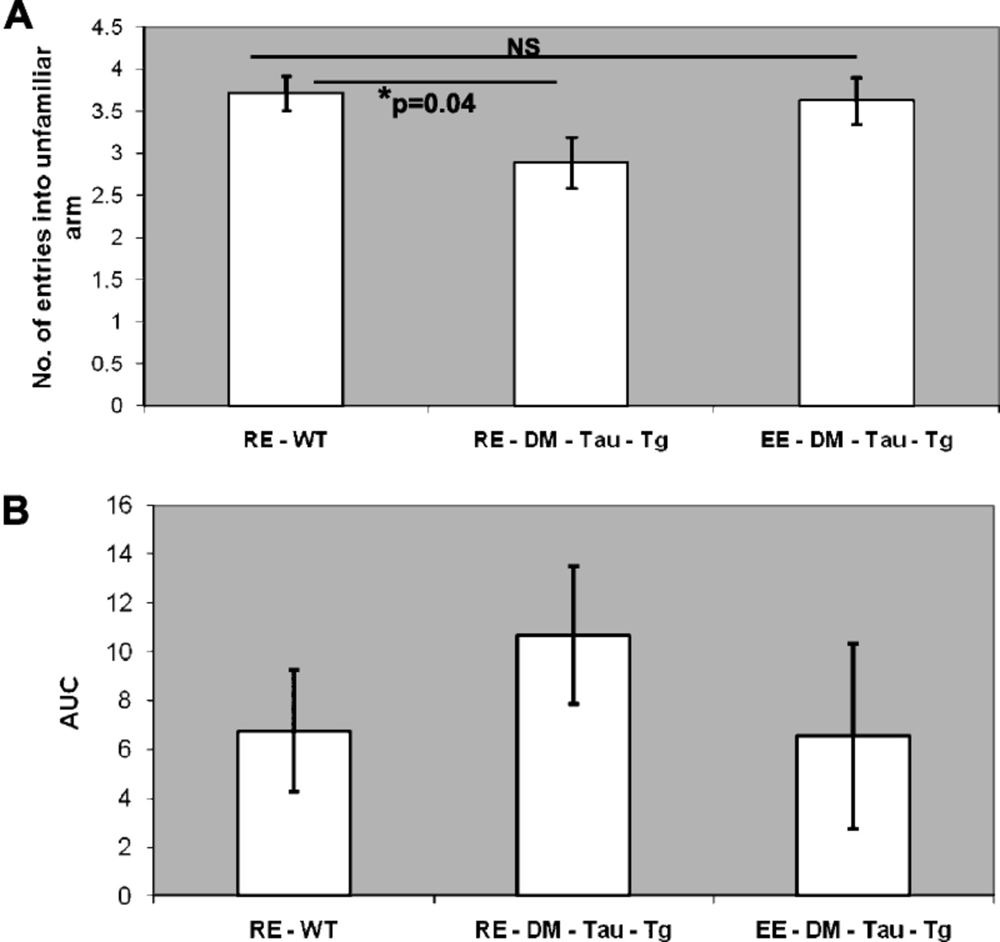 A
No. of entries into unfamiliar
arm
4.5
4
3.5
3
2.5
2
1.5
1
0.5
0
NS
*p=0.04
RE - WT
RE - DM - Tau - Tg
EE - DM - Tau - Tg
B
AUC
16
14
12
10
8
6
4
2
0
RE - WT
RE - DM - Tau - Tg
EE - DM - Tau - Tg